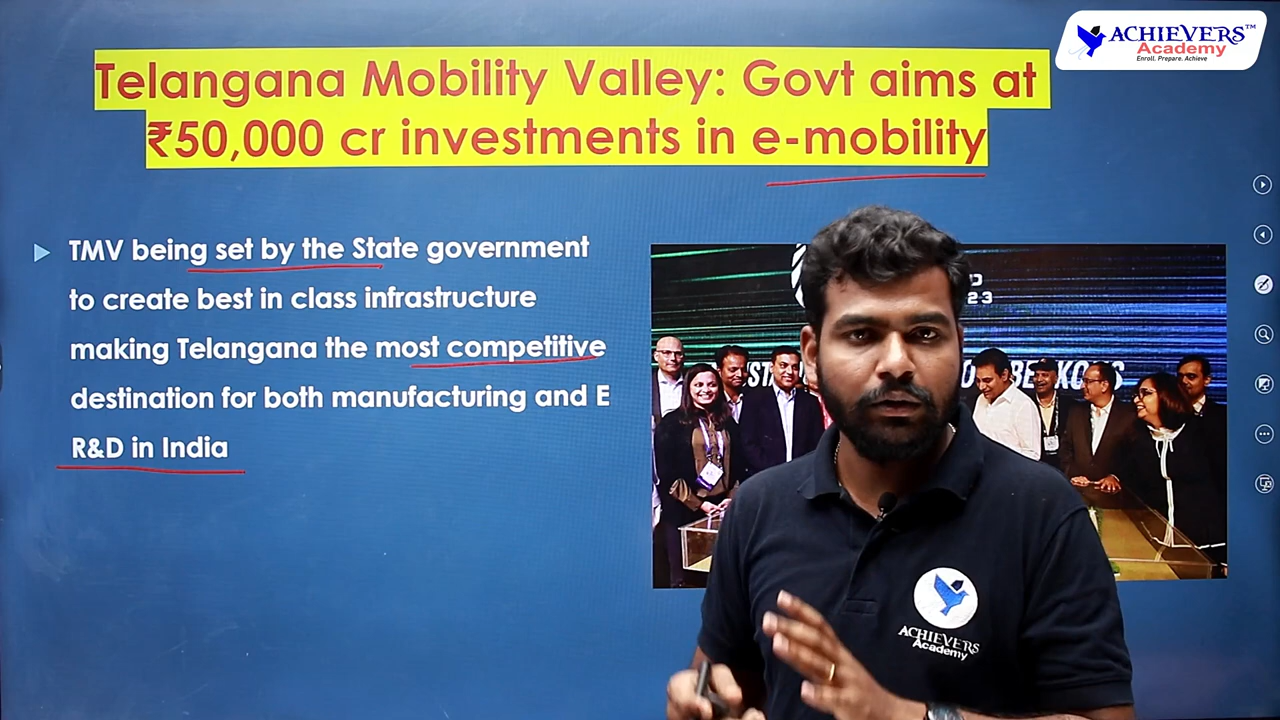 ACHIEVERS™
Academy
Enroll. Prepare. Achieve
Telangana Mobility Valley: Govt aims at
₹50,000 cr investments in e-mobility
TMV being set by the State government
to create best in class infrastructure
making Telangana the most competitive
destination for both manufacturing and E
R&D in India
23
ACHIEVERS
Academy